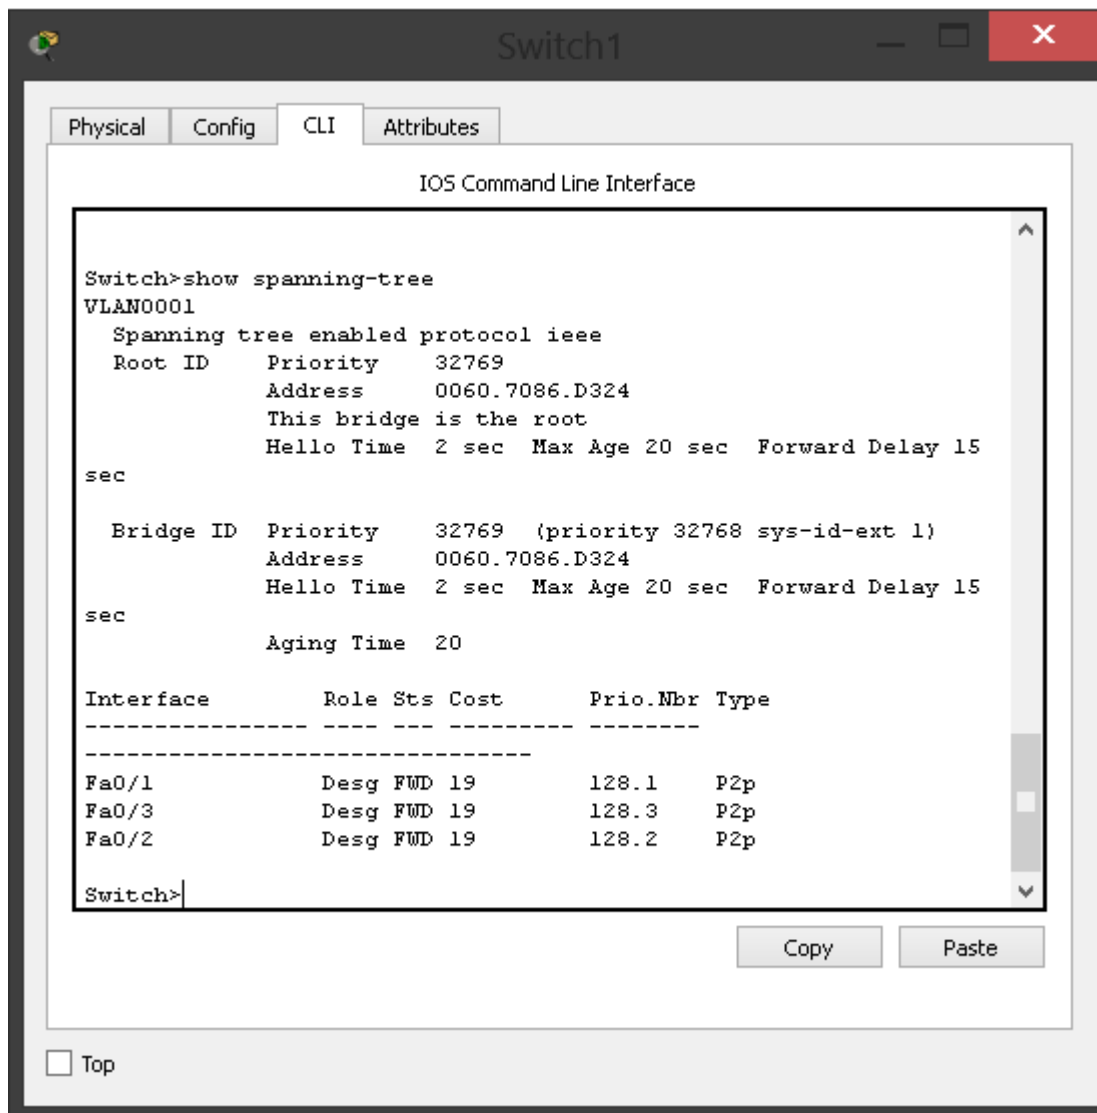 Switch1
Physical Config CLI Attributes
IOS Command Line Interface
Switch>show spanning-tree
VLAN0001
  Spanning tree enabled protocol ieee
  Root ID    Priority    32769
             Address     0060.7086.D324
             This bridge is the root
             Hello Time  2 sec  Max Age 20 sec  Forward Delay 15
sec
  Bridge ID  Priority    32769  (priority 32768 sys-id-ext 1)
             Address     0060.7086.D324
             Hello Time  2 sec  Max Age 20 sec  Forward Delay 15
sec
             Aging Time  20
Interface        Role Sts Cost      Prio.Nbr Type
---------------- ---- --- --------- --------
--------------------------------
Fa0/1            Desg FWD 19        128.1    P2p
Fa0/3            Desg FWD 19        128.3    P2p
Fa0/2            Desg FWD 19        128.2    P2p
Switch>
Copy Paste
Top